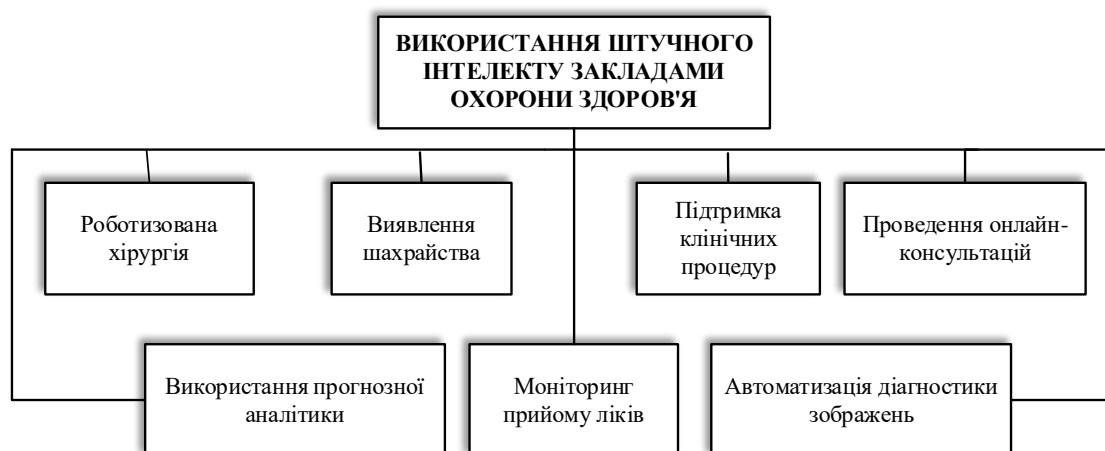 ВИКОРИСТАННЯ ШТУЧНОГО
ІНТЕЛЕКТУ ЗАКЛАДАМИ
ОХОРОНИ ЗДОРОВ'Я
Роботизована
хірургія
Виявлення
шахрайства
Підтримка
клінічних
процедур
Проведення онлайн-
консультацій
Використання прогнозної
аналітики
Моніторинг
прийому ліків
Автоматизація діагностики
зображень